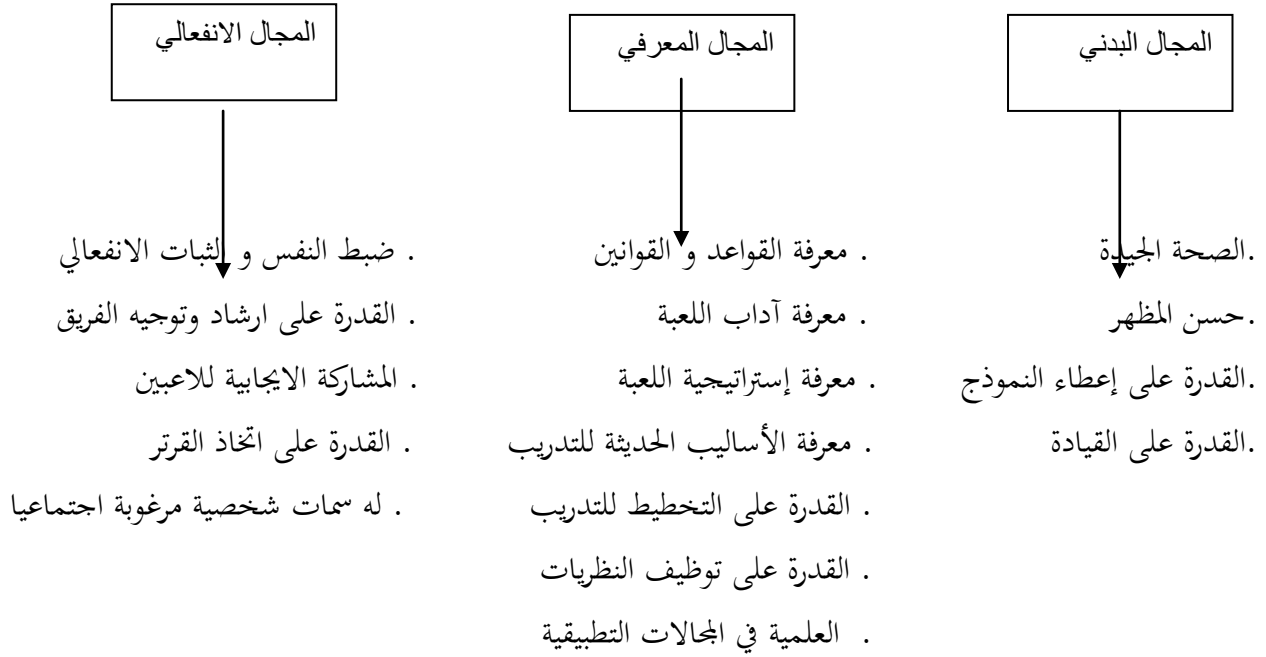 المجال البدني
المجال المعرفي
المجال الانفعالي
.الصحة الجيدة
.حسن المظهر
.القدرة على إعطاء النموذج
.القدرة على القيادة
. معرفة القواعد و القوانين
. معرفة آداب اللعبة
. معرفة إستراتيجية اللعبة
. معرفة الأساليب الحديثة للتدريب
. القدرة على التخطيط للتدريب
. القدرة على توظيف النظريات
. العلمية في المجالات التطبيقية
. ضبط النفس و الثبات الانفعالي
. القدرة على ارشاد وتوجيه الفريق
. المشاركة الايجابية للاعبين
. القدرة على اتخاذ القرتر
. له سمات شخصية مرغوبة اجتماعيا